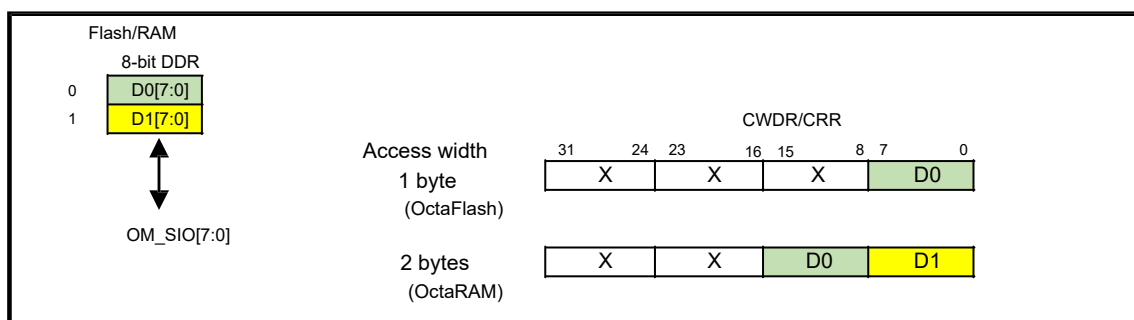 Flash/RAM
8-bit DDR
0 D0[7:0]
1 D1[7:0]
OM_SIO[7:0]
CWDR/CRR
Access width 31 24 23 16 15 8 7 0
1 byte X X X D0
(OctaFlash)
2 bytes X X D0 D1
(OctaRAM)